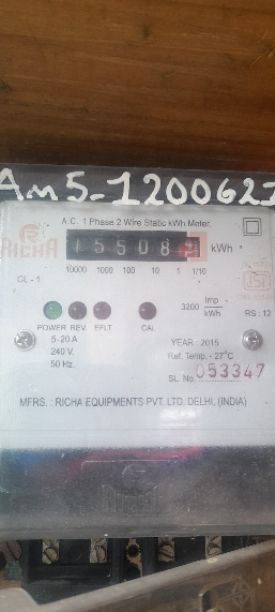 Am5-1200621
A.C. 1 Phase 2 Wire Static kWh Meter
RICHA
15508 kWh
10000 1000 100 10 1 1/10
CL - 1
3200 Imp/kWh
RS : 12
POWER REV. EFLT CAL
5-20 A
240 V.
50 Hz.
YEAR : 2015
Ref. Temp. - 27°C
SL. No. 053347
MFRS. : RICHA EQUIPMENTS PVT. LTD. DELHI, (INDIA)